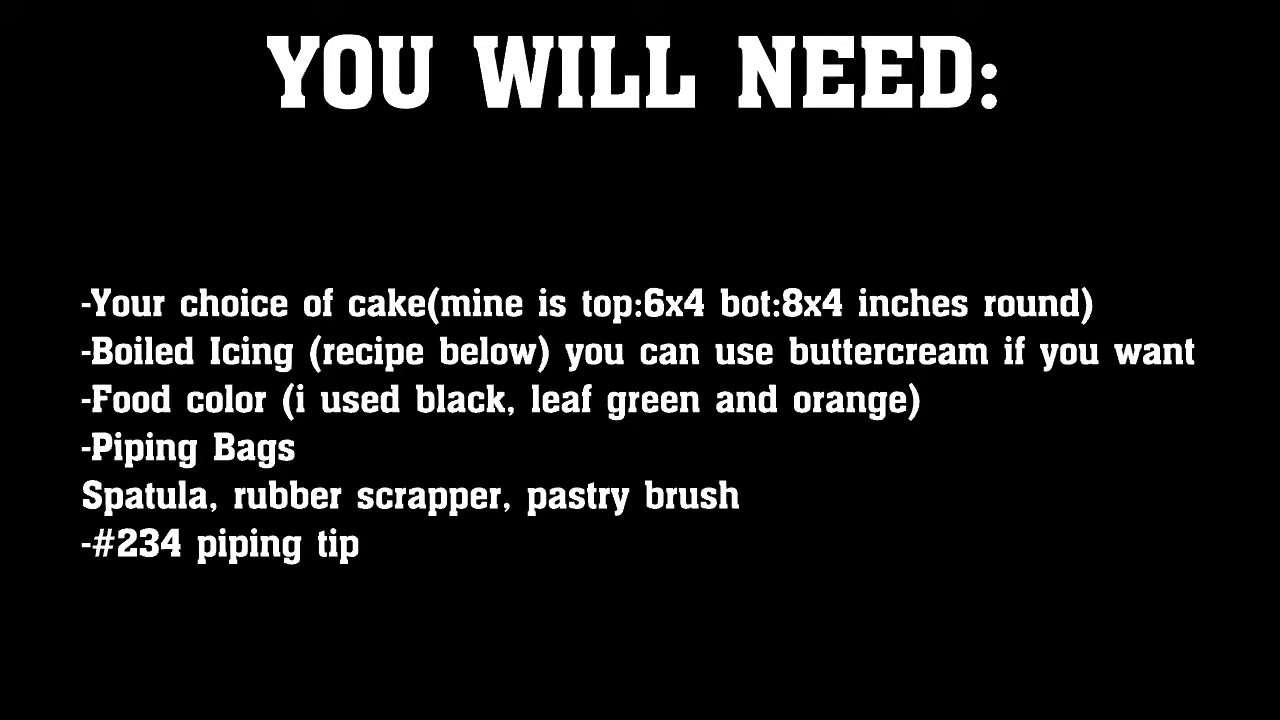 YOU WILL NEED:
-Your choice of cake(mine is top:6x4 bot:8x4 inches round)
-Boiled Icing (recipe below) you can use buttercream if you want
-Food color (i used black, leaf green and orange)
-Piping Bags
Spatula, rubber scrapper, pastry brush
-#234 piping tip